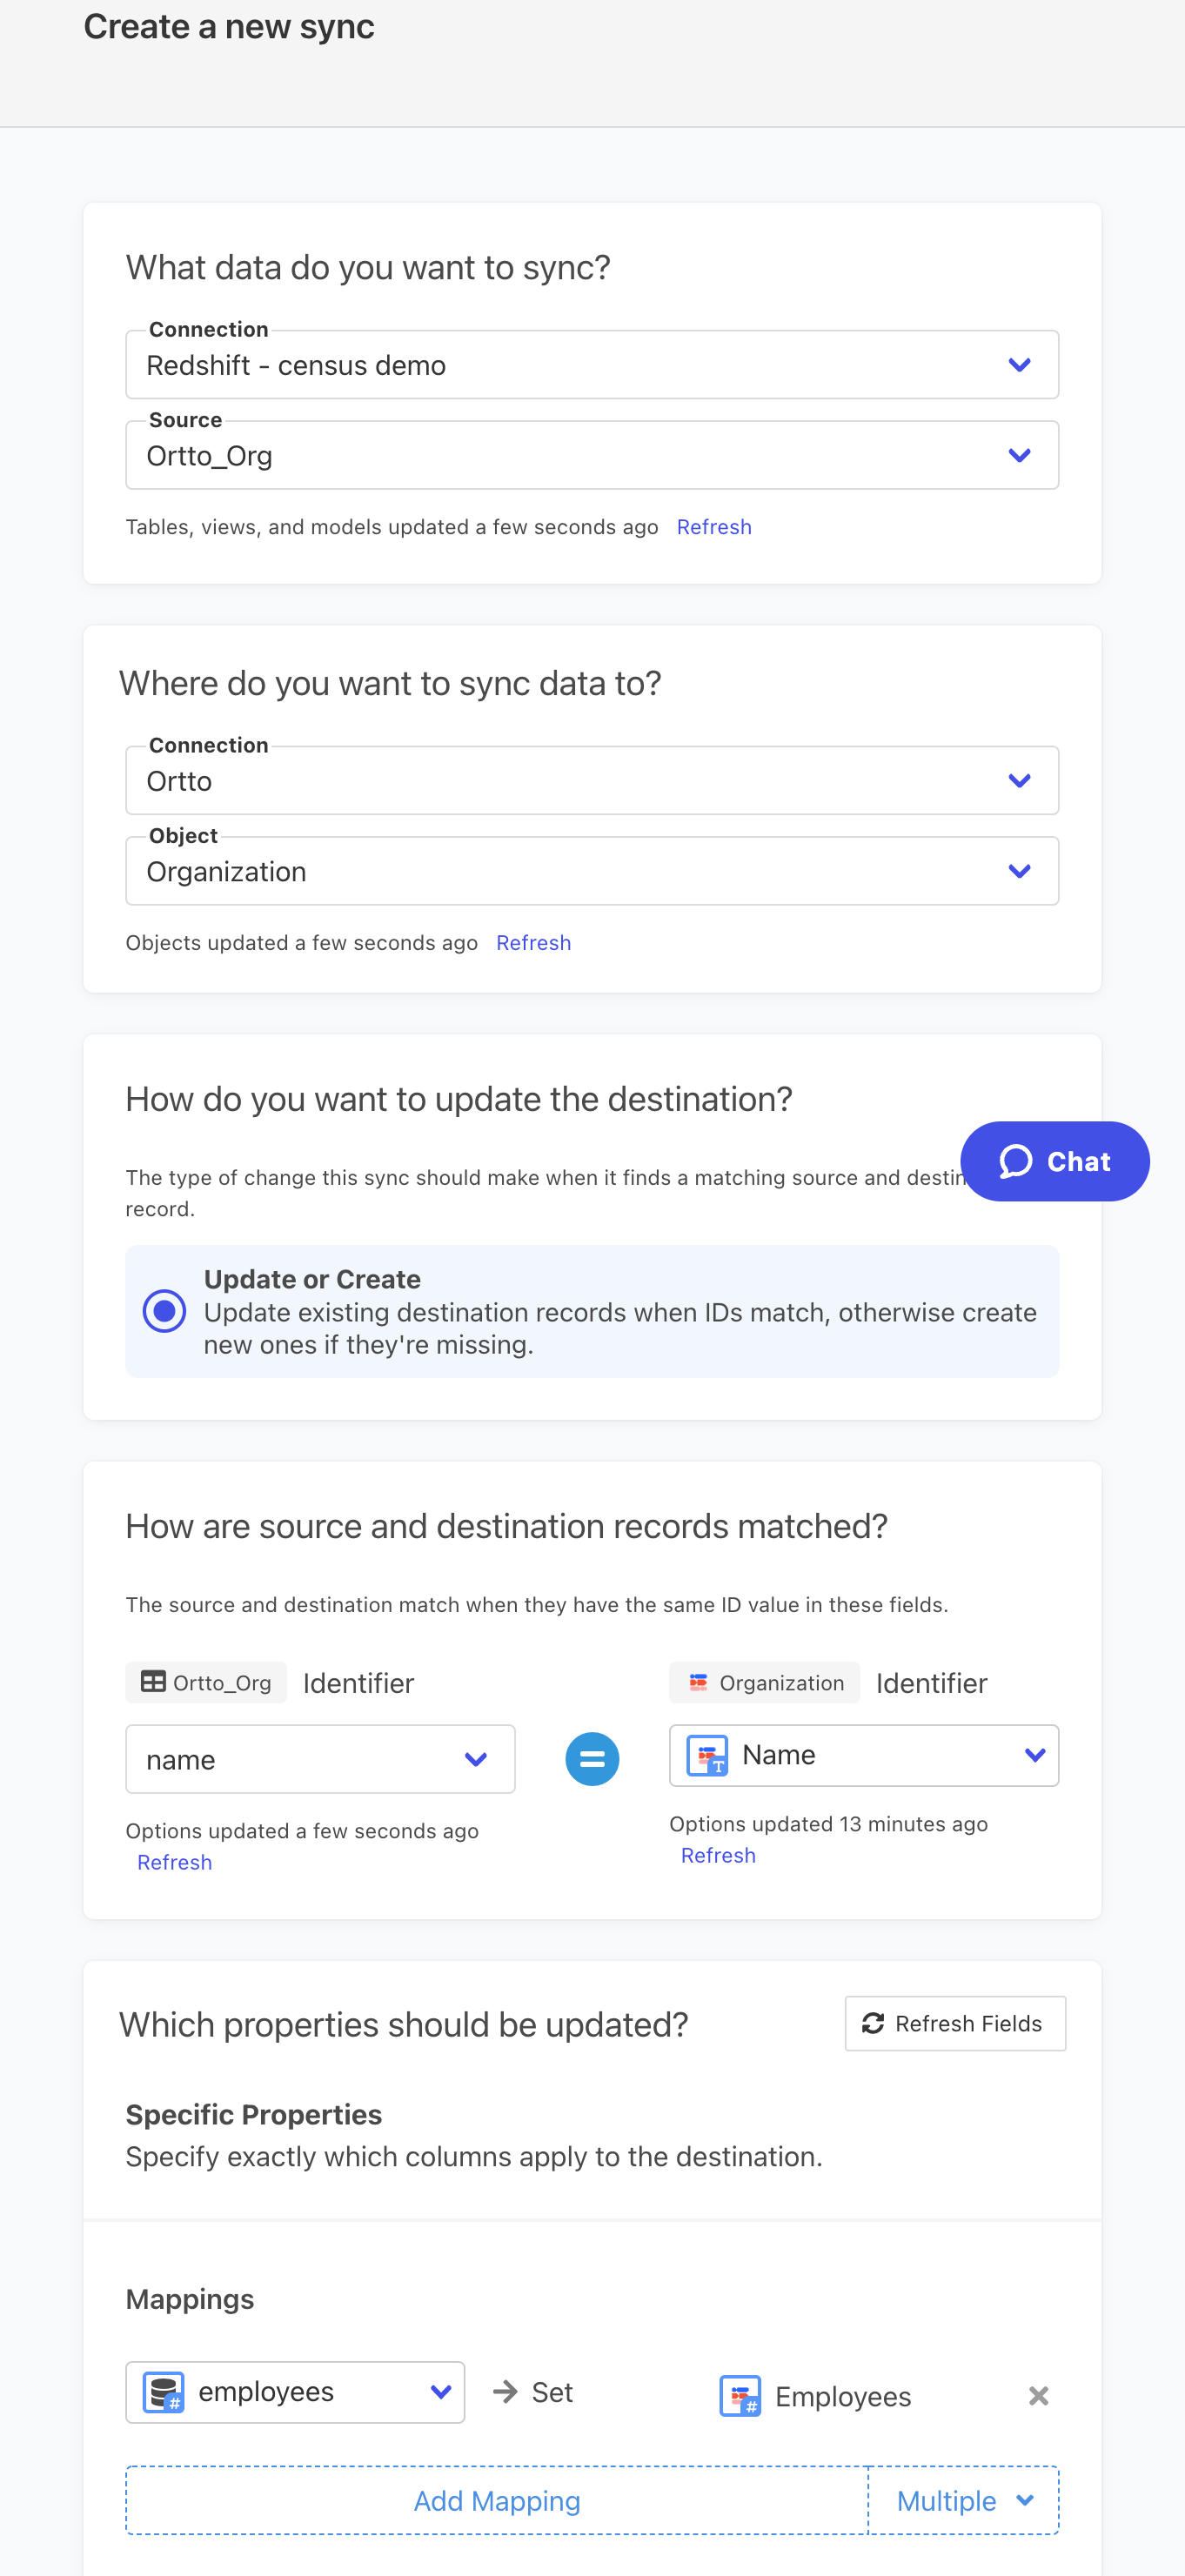 Create a new sync
What data do you want to sync?
Connection
Redshift - census demo
Source
Ortto_Org
Tables, views, and models updated a few seconds ago Refresh
Where do you want to sync data to?
Connection
Ortto
Object
Organization
Objects updated a few seconds ago Refresh
How do you want to update the destination?
The type of change this sync should make when it finds a matching source and destin
record.
Chat
Update or Create
Update existing destination records when IDs match, otherwise create
new ones if they're missing.
How are source and destination records matched?
The source and destination match when they have the same ID value in these fields.
Ortto_Org Identifier
Organization Identifier
name
T Name
Options updated a few seconds ago
Refresh
Options updated 13 minutes ago
Refresh
Which properties should be updated?
Refresh Fields
Specific Properties
Specify exactly which columns apply to the destination.
Mappings
# employees
Set
# Employees
Add Mapping
Multiple